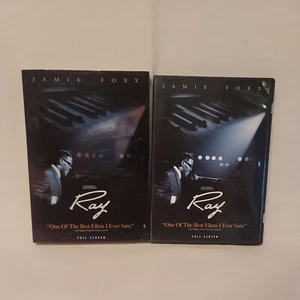 JAMIE FOXX
Ray
"One Of The Best Films I Ever Saw."
FULL SCREEN
JAMIE FOXX
Ray
"One Of The Best Films I Ever Saw."
FULL SCREEN